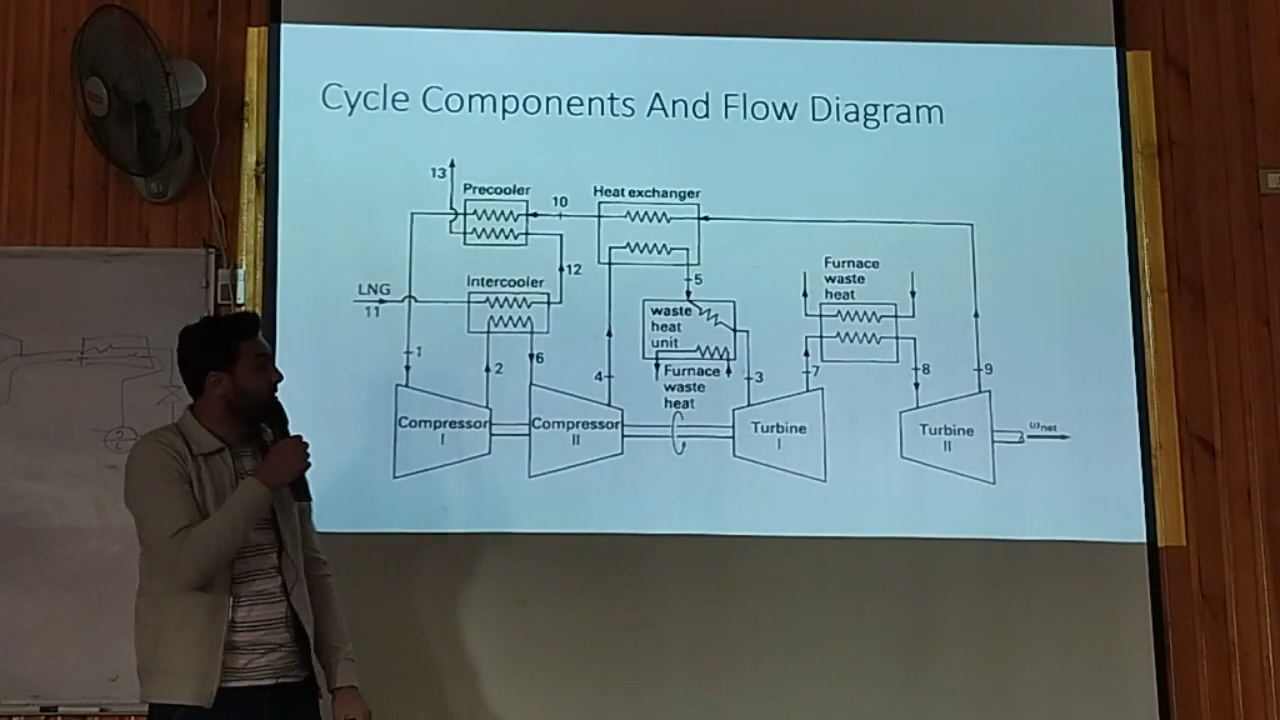 Cycle Components And Flow Diagram
13
Precooler
10
Heat exchanger
12
5
Furnace
waste
heat
LNG
11
Intercooler
waste
heat
unit
1
2
6
4
Furnace
waste
heat
3
7
8
9
Compressor
I
Compressor
II
Turbine
I
Turbine
II
ωnet